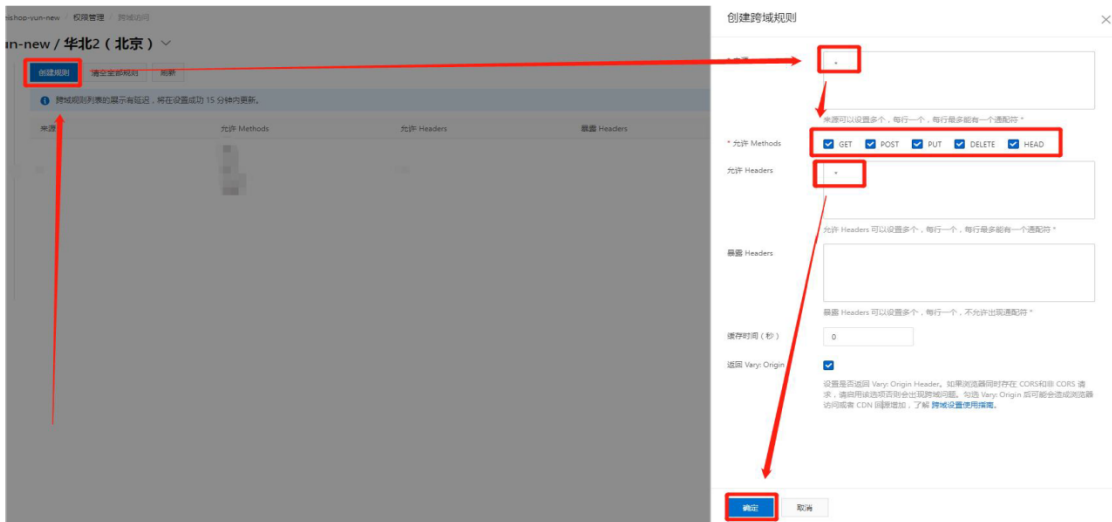 权限管理 / 跨域访问
/ 华北2（北京）
创建规则 清空全部规则 刷新
跨域规则列表的展示有延迟，将在设置成功 15 分钟内更新。
来源 允许 Methods 允许 Headers 暴露 Headers
创建跨域规则
*
来源可以设置多个，每行一个，每行最多能有一个通配符 *
* 允许 Methods GET POST PUT DELETE HEAD
允许 Headers
*
允许 Headers 可以设置多个，每行一个，每行最多能有一个通配符 *
暴露 Headers
暴露 Headers 可以设置多个，每行一个，不允许出现通配符 *
缓存时间（秒） 0
返回 Vary: Origin
设置是否返回 Vary: Origin Header。如果浏览器同时存在 CORS和非 CORS 请
求，请启用该选项否则会出现跨域问题。勾选 Vary: Origin 后可能会造成浏览器
访问或者 CDN 回源增加，了解 跨域设置使用指南。
确定 取消